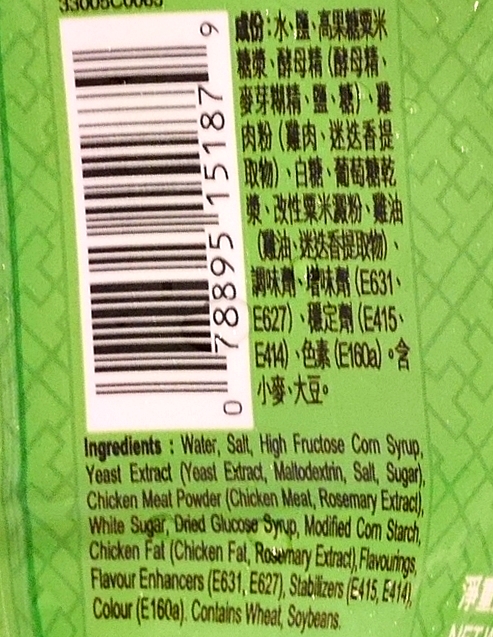 33005C0063
成份:水、鹽、高果糖粟米
糖漿、酵母精(酵母精、
麥芽糊精、鹽、糖)、雞
肉粉(雞肉、迷迭香提
取物)、白糖、葡萄糖乾
漿、改性粟米澱粉、雞油
(雞油、迷迭香提取物)、
調味劑、增味劑(E631、
E627)、穩定劑(E415、
E414)、色素(E160a)。含
小麥、大豆。
0 78895 15187 9
Ingredients : Water, Salt, High Fructose Corn Syrup,
Yeast Extract (Yeast Extract, Maltodextrin, Salt, Sugar),
Chicken Meat Powder (Chicken Meat, Rosemary Extract),
White Sugar, Dried Glucose Syrup, Modified Corn Starch,
Chicken Fat (Chicken Fat, Rosemary Extract), Flavourings,
Flavour Enhancers (E631, E627), Stabilizers (E415, E414),
Colour (E160a). Contains Wheat, Soybeans.
淨